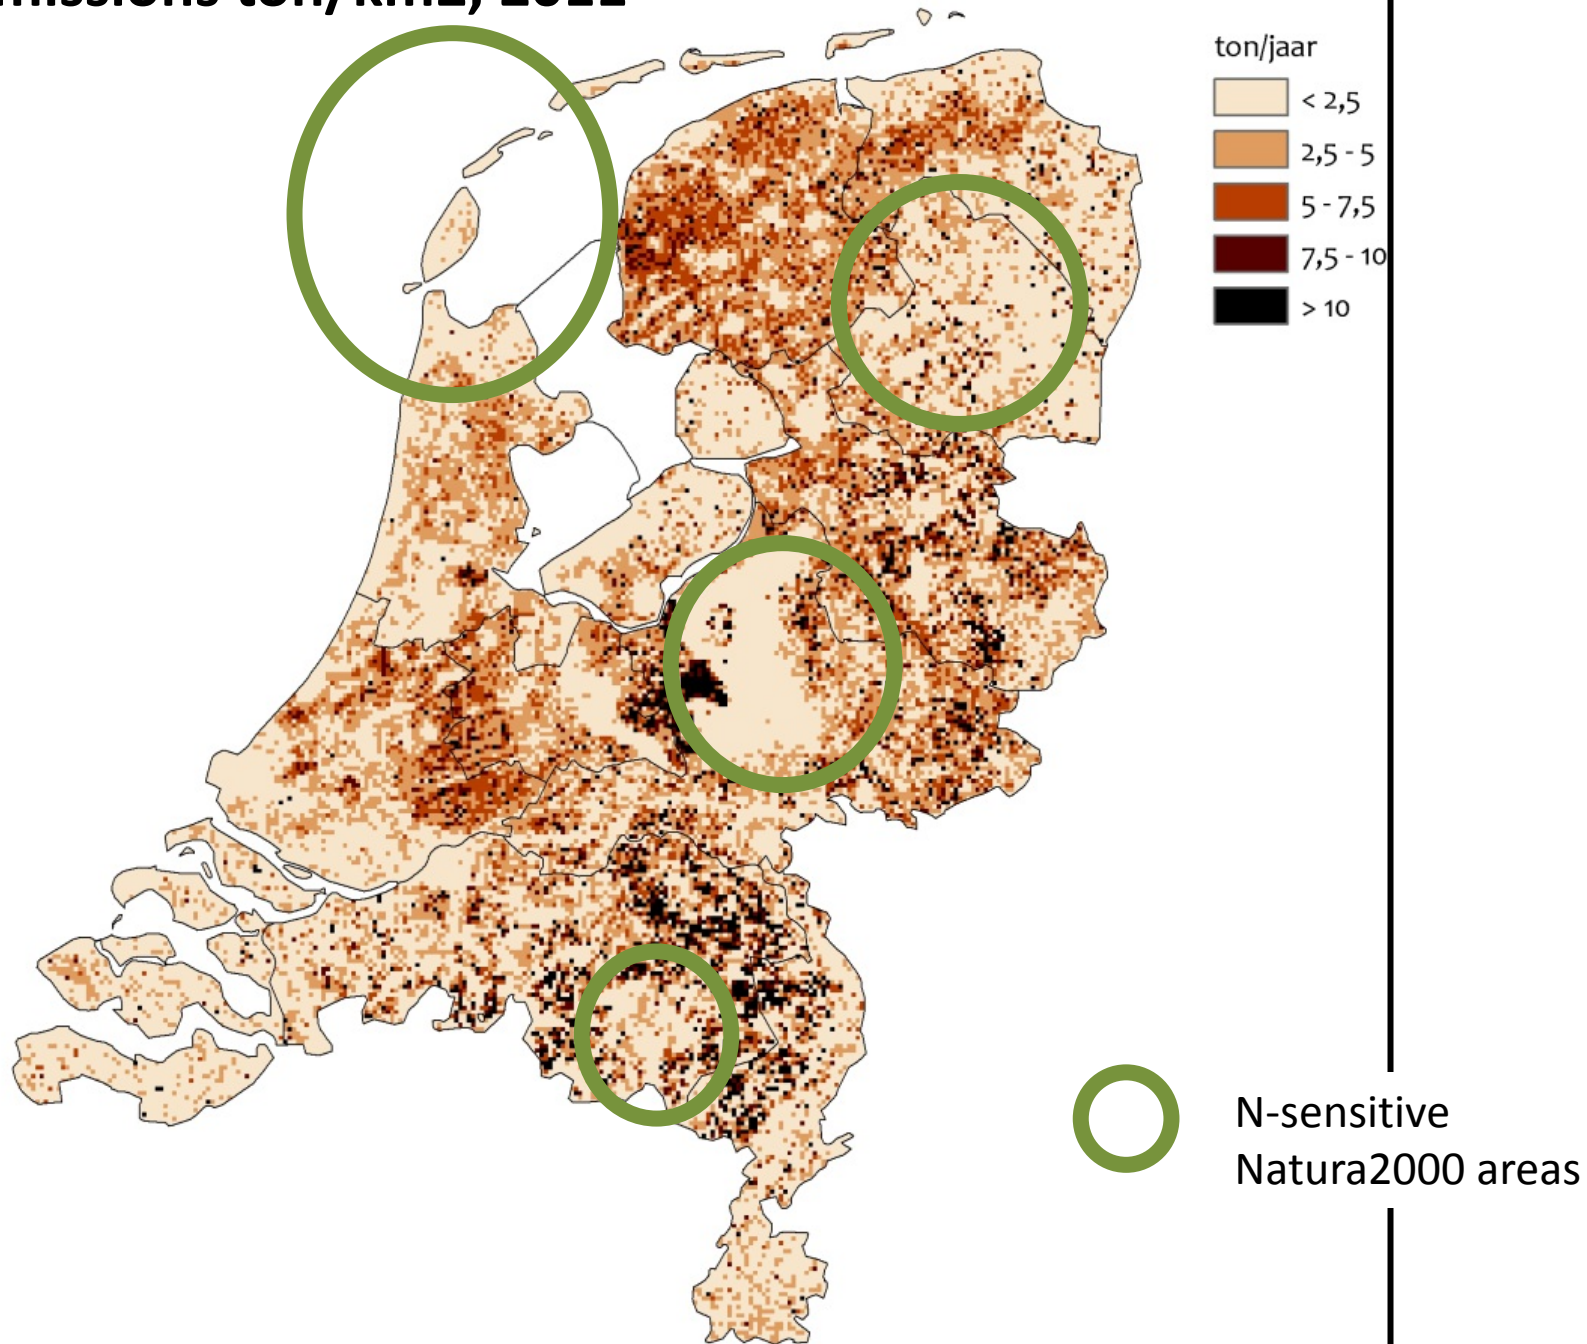 ton/jaar
< 2,5
2,5 - 5
5 - 7,5
7,5 - 10
> 10
N-sensitive
Natura2000 areas